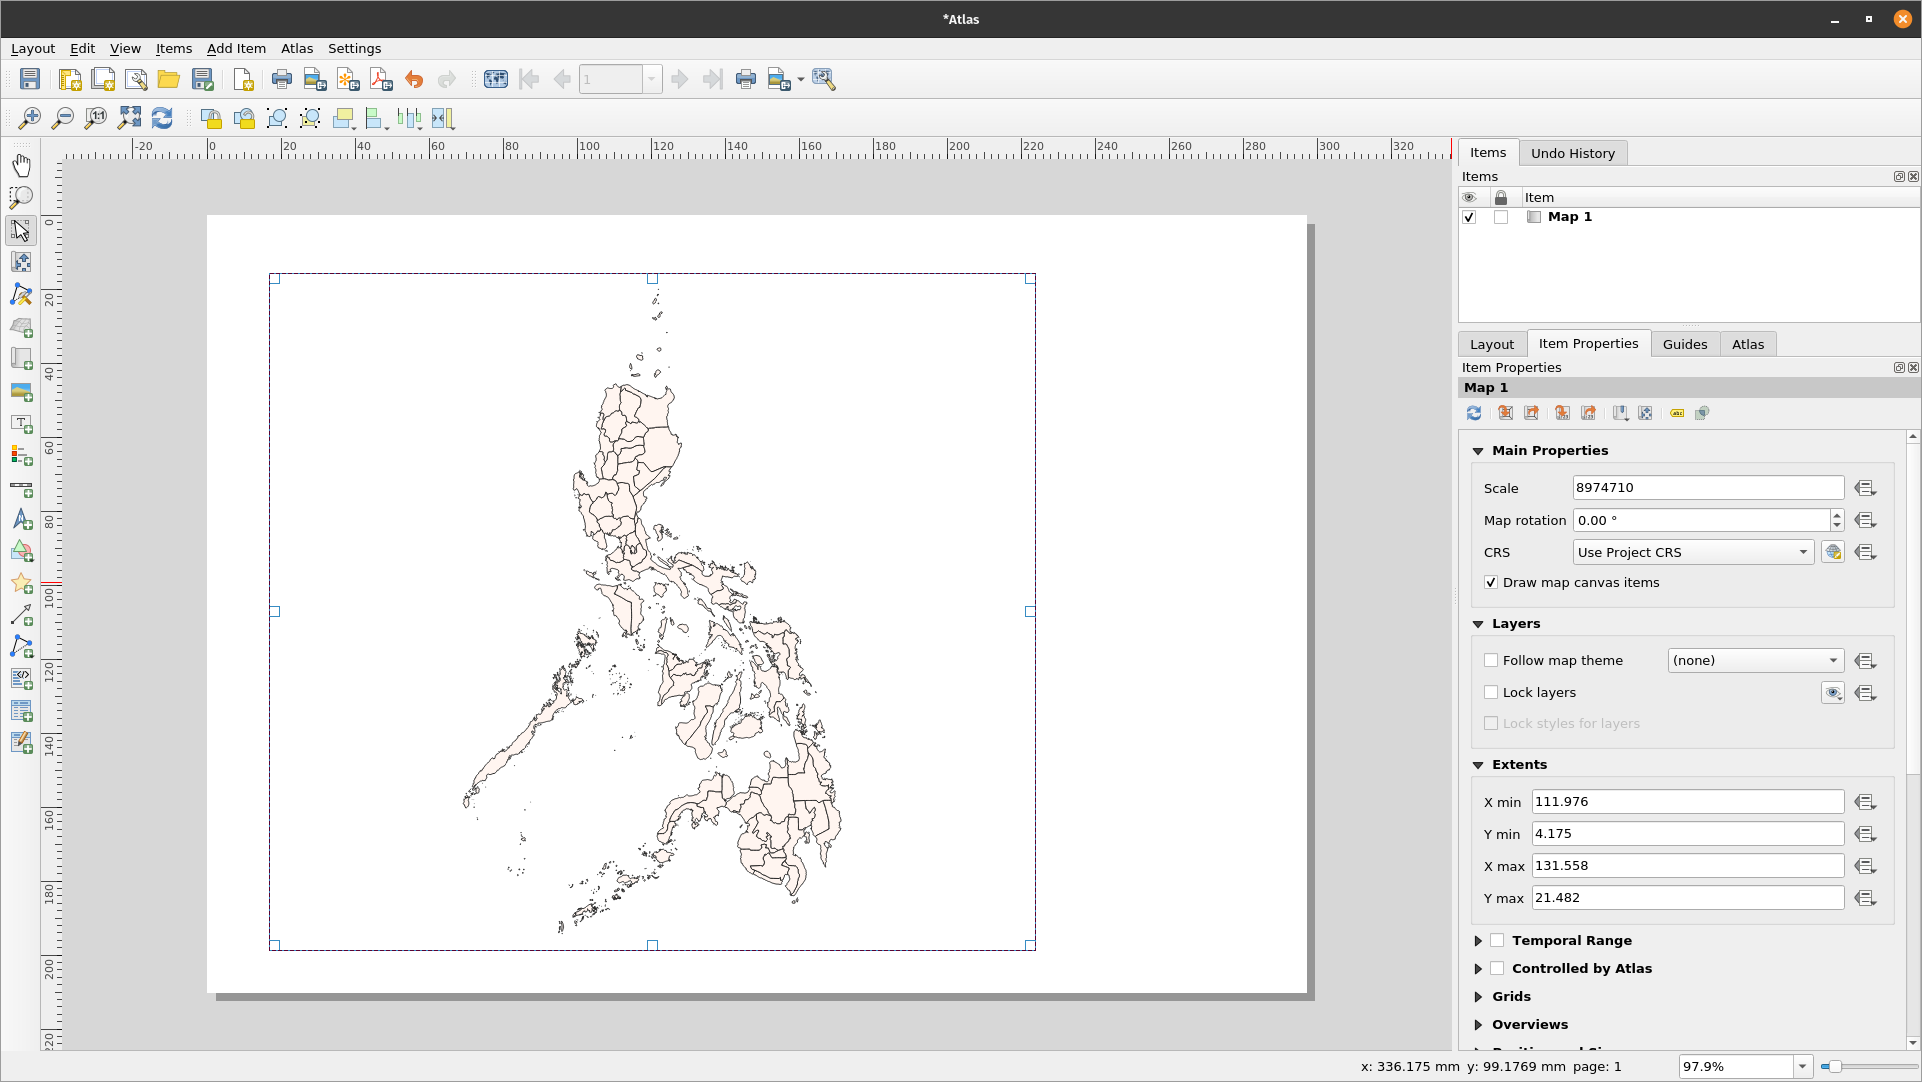 *Atlas
Layout Edit View Items Add Item Atlas Settings
1
1:1
-20 0 20 40 60 80 100 120 140 160 180 200 220 240 260 280 300 320
0
20
40
60
80
100
120
140
160
180
200
220
Items Undo History
Items
Item
Map 1
Layout Item Properties Guides Atlas
Item Properties
Map 1
Main Properties
Scale 8974710
Map rotation 0.00 °
CRS Use Project CRS
Draw map canvas items
Layers
Follow map theme (none)
Lock layers
Lock styles for layers
Extents
X min 111.976
Y min 4.175
X max 131.558
Y max 21.482
Temporal Range
Controlled by Atlas
Grids
Overviews
x: 336.175 mm y: 99.1769 mm page: 1 97.9%